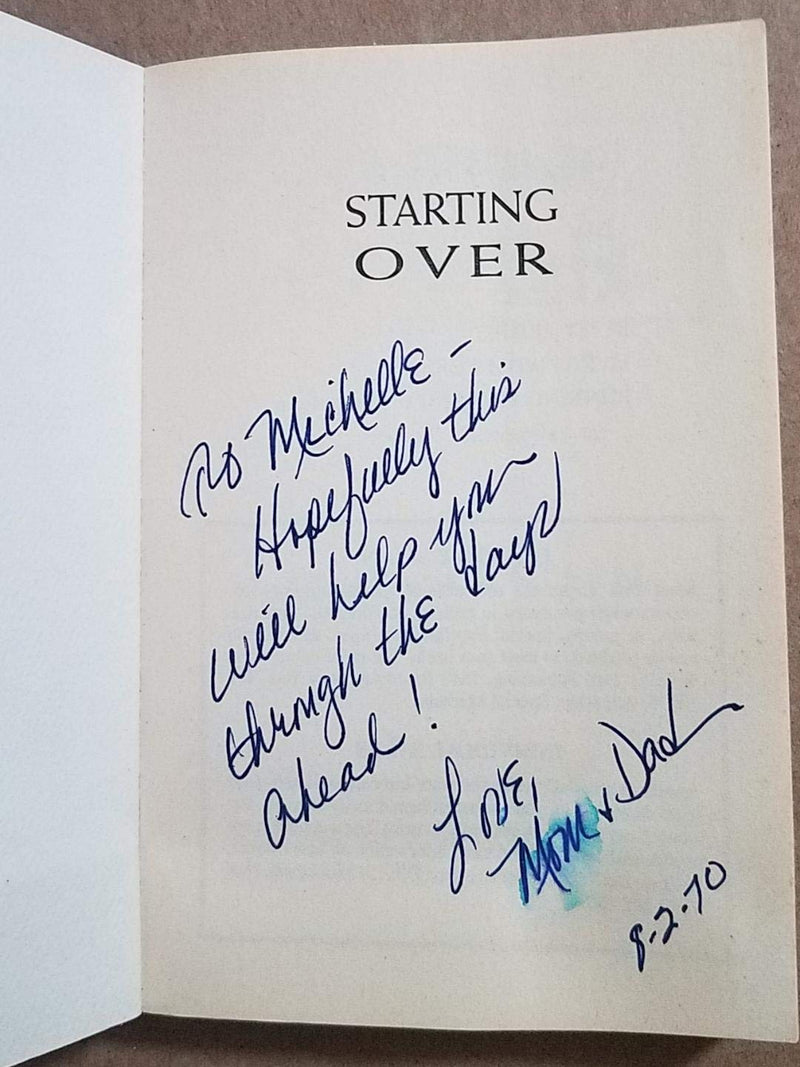 STARTING
OVER
To Michelle -
Hopefully this
will help you
through the days
ahead!
Love,
Mom & Dad
8-2-70